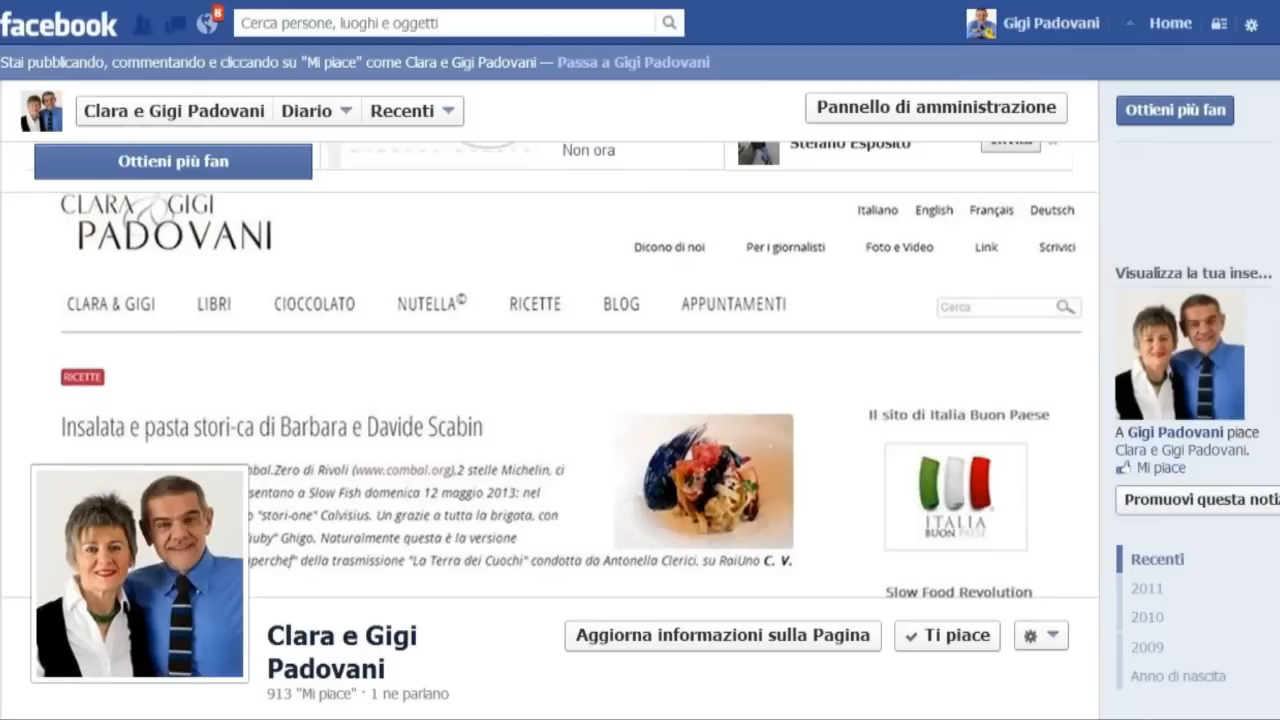 facebook
8
Cerca persone, luoghi e oggetti
Gigi Padovani
Home
Stai pubblicando, commentando e cliccando su "Mi piace" come Clara e Gigi Padovani — Passa a Gigi Padovani
Clara e Gigi Padovani
Diario
Recenti
Pannello di amministrazione
Ottieni più fan
Ottieni più fan
Non ora
Stefano Esposito
CLARA & GIGI
PADOVANI
Italiano English Français Deutsch
Dicono di noi Per i giornalisti Foto e Video Link Scrivici
CLARA & GIGI LIBRI CIOCCOLATO NUTELLA© RICETTE BLOG APPUNTAMENTI
Cerca
RICETTE
Insalata e pasta stori-ca di Barbara e Davide Scabin
mbal.Zero di Rivoli (www.combal.org),2 stelle Michelin, ci
sentano a Slow Fish domenica 12 maggio 2013: nel
"stori-one" Calvisius. Un grazie a tutta la brigata, con
uby" Ghigo. Naturalmente questa è la versione
perchef" della trasmissione "La Terra dei Cuochi" condotta da Antonella Clerici, su RaiUno C. V.
Il sito di Italia Buon Paese
ITALIA
BUON PAESE
Slow Food Revolution
Clara e Gigi
Padovani
913 "Mi piace" · 1 ne parlano
Aggiorna informazioni sulla Pagina
Ti piace
Visualizza la tua inse...
A Gigi Padovani piace
Clara e Gigi Padovani.
Mi piace
Promuovi questa notiz
Recenti
2011
2010
2009
Anno di nascita